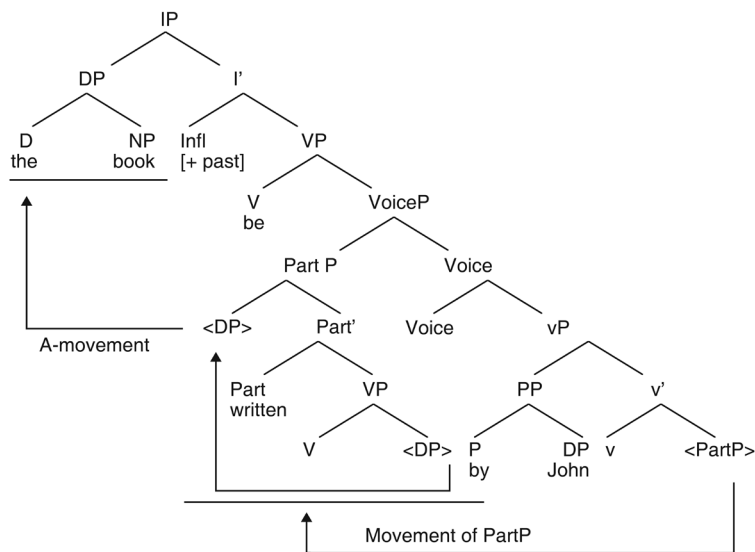 IP
DP I’
D NP Infl VP
the book [+ past]
V VoiceP
be
Part P Voice
<DP> Part’ Voice vP
A-movement
Part VP PP v’
written
V <DP> P DP v <PartP>
by John
Movement of PartP